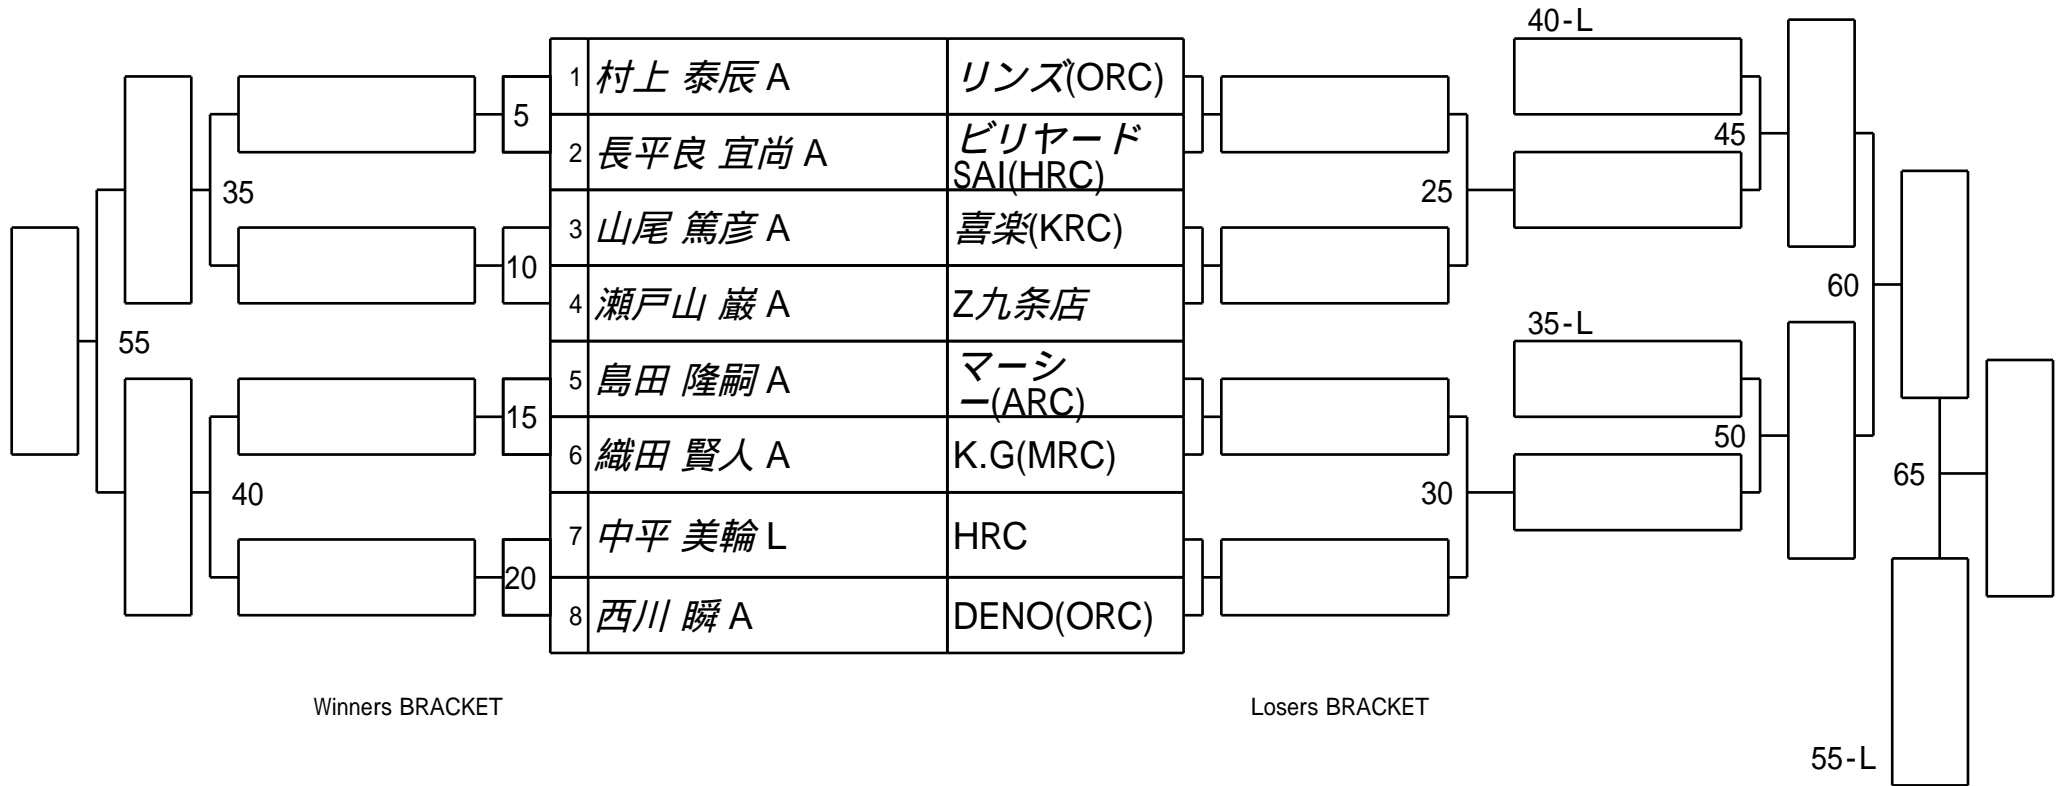 40-L
1 村上 泰辰 A リンズ(ORC)
5
2 長平良 宜尚 A ビリヤード
SAI(HRC)
45
35
25
3 山尾 篤彦 A 喜楽(KRC)
10
4 瀬戸山 巌 A Z九条店
60
35-L
55
5 島田 隆嗣 A マーシ
ー(ARC)
15
50
6 織田 賢人 A K.G(MRC)
65
40
30
7 中平 美輪 L HRC
20
8 西川 瞬 A DENO(ORC)
Winners BRACKET
Losers BRACKET
55-L